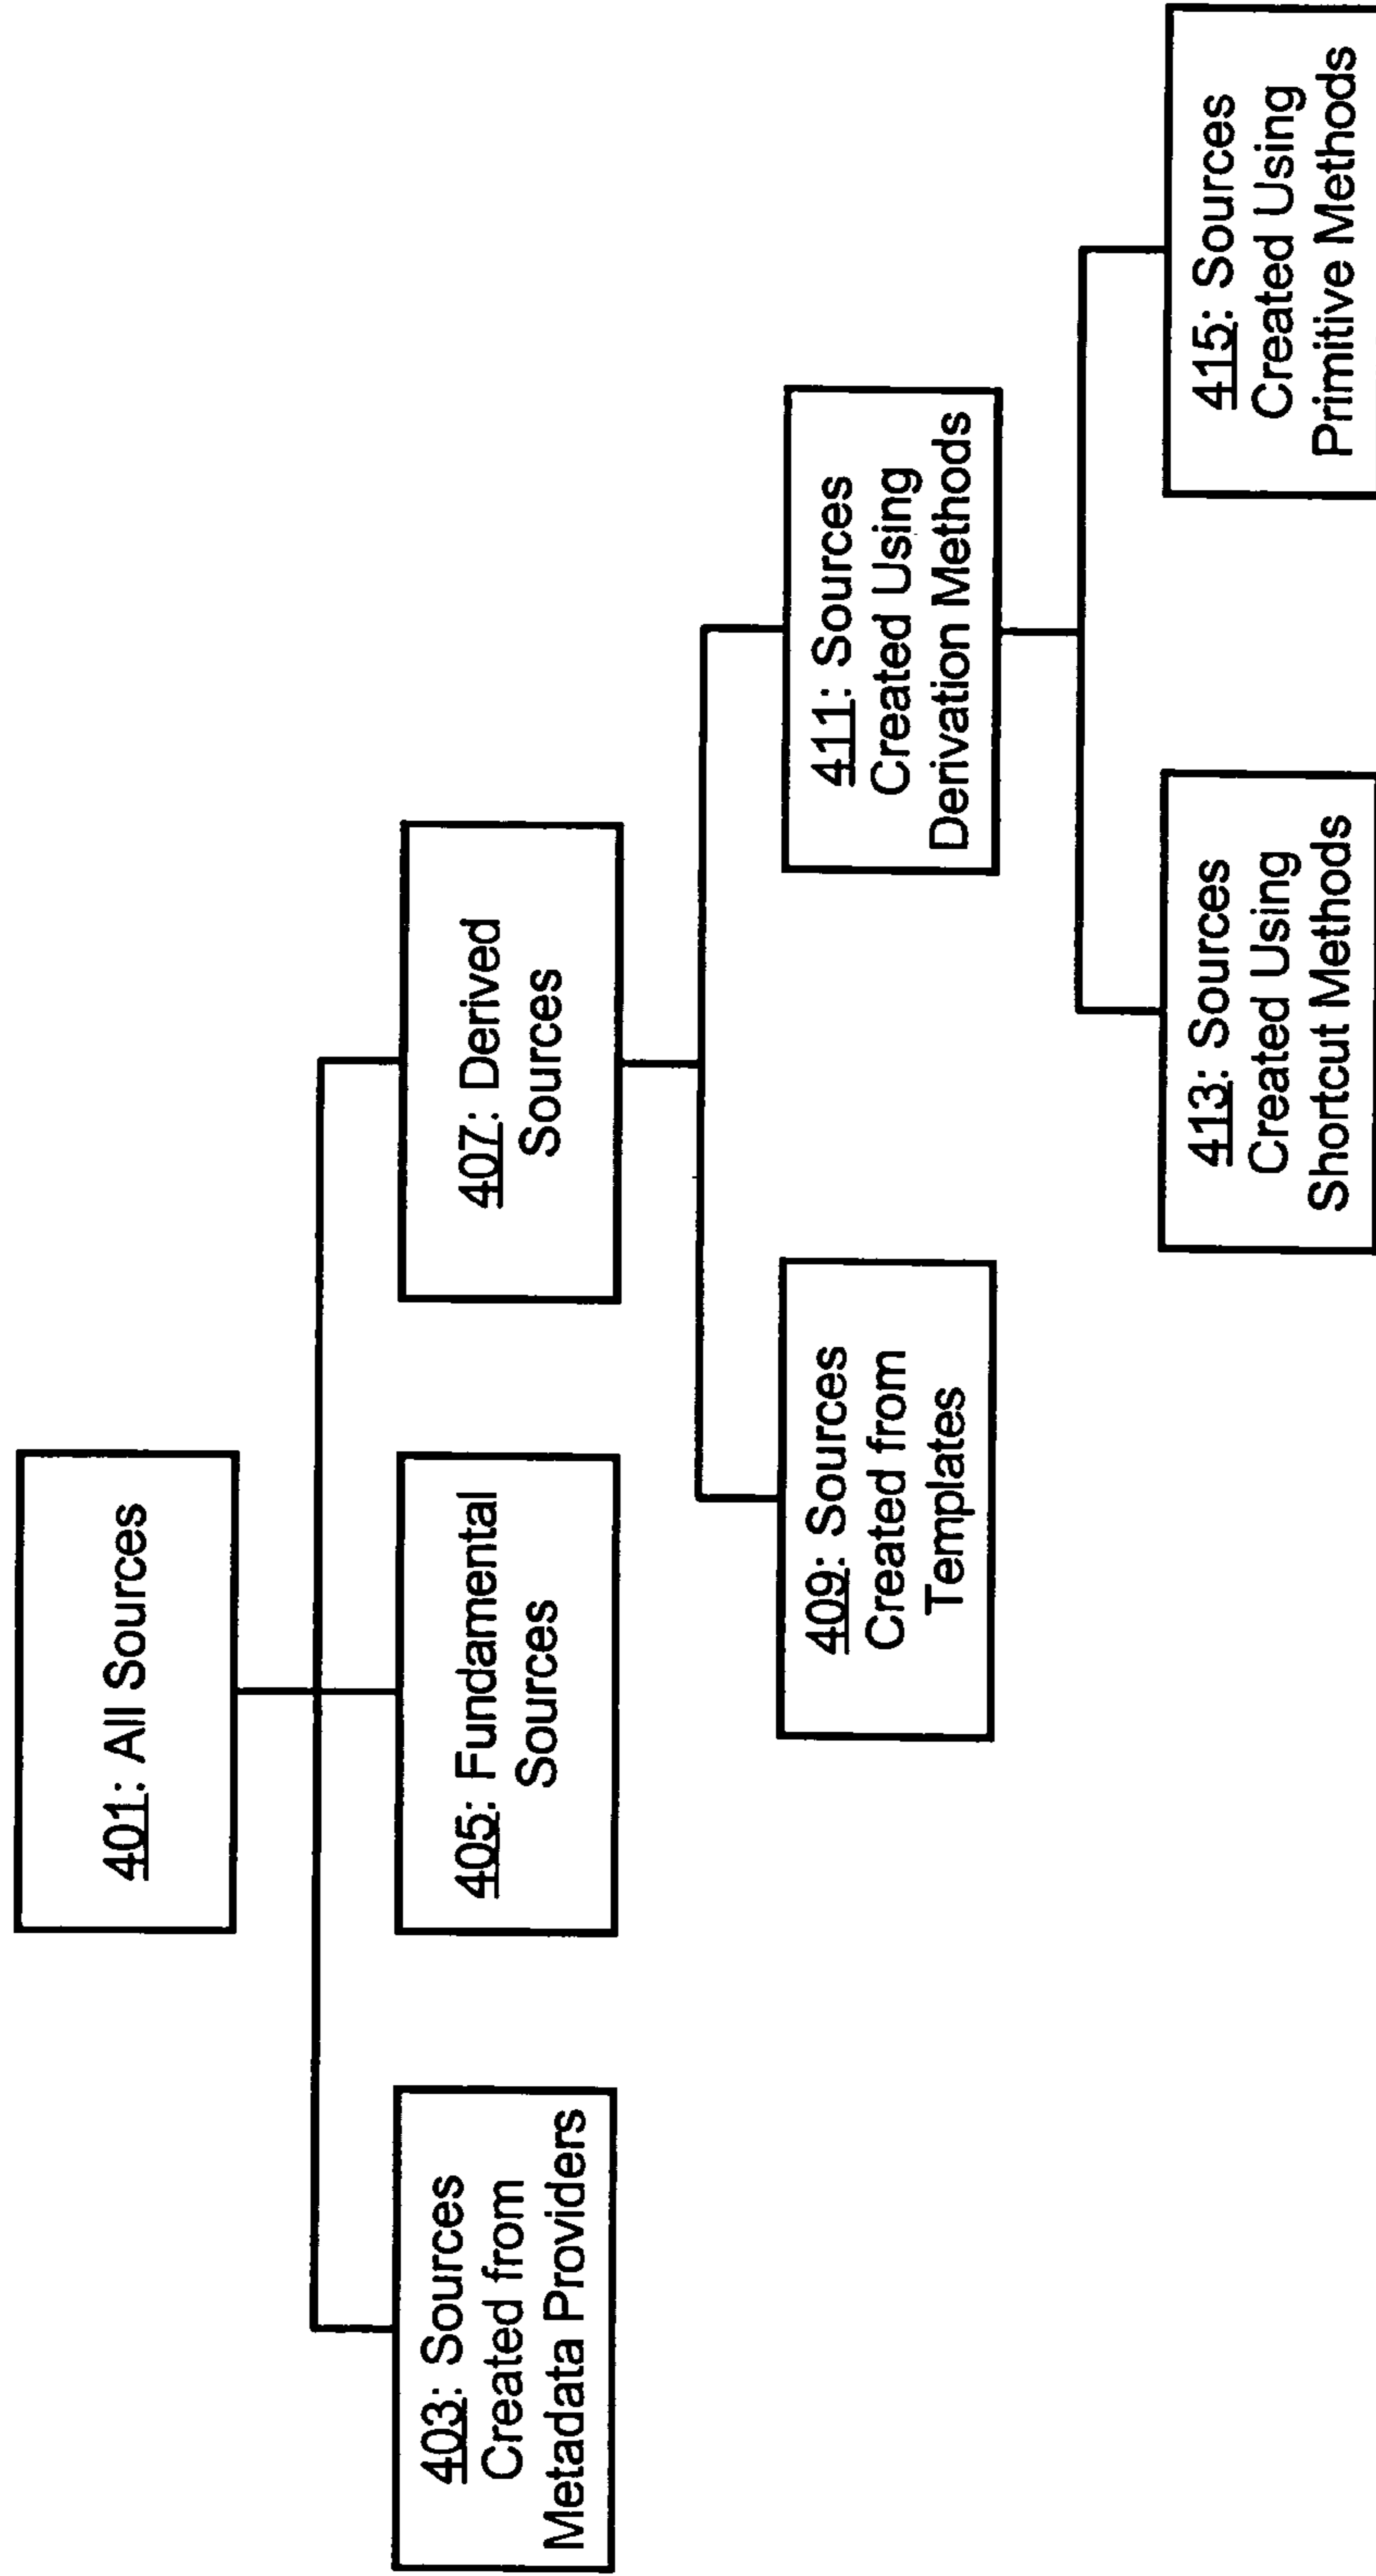 401: All Sources
403: Sources
Created from
Metadata Providers
405: Fundamental
Sources
407: Derived
Sources
409: Sources
Created from
Templates
411: Sources
Created Using
Derivation Methods
413: Sources
Created Using
Shortcut Methods
415: Sources
Created Using
Primitive Methods